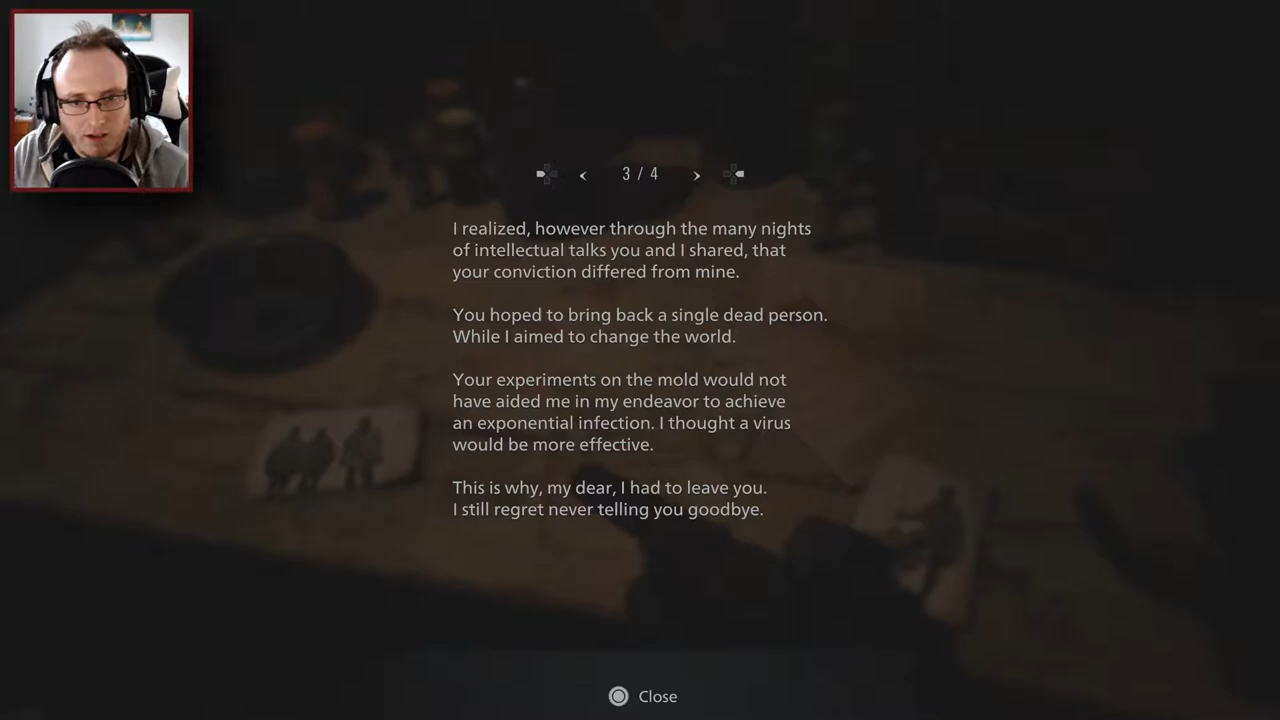 3 / 4
I realized, however through the many nights
of intellectual talks you and I shared, that
your conviction differed from mine.
You hoped to bring back a single dead person.
While I aimed to change the world.
Your experiments on the mold would not
have aided me in my endeavor to achieve
an exponential infection. I thought a virus
would be more effective.
This is why, my dear, I had to leave you.
I still regret never telling you goodbye.
Close